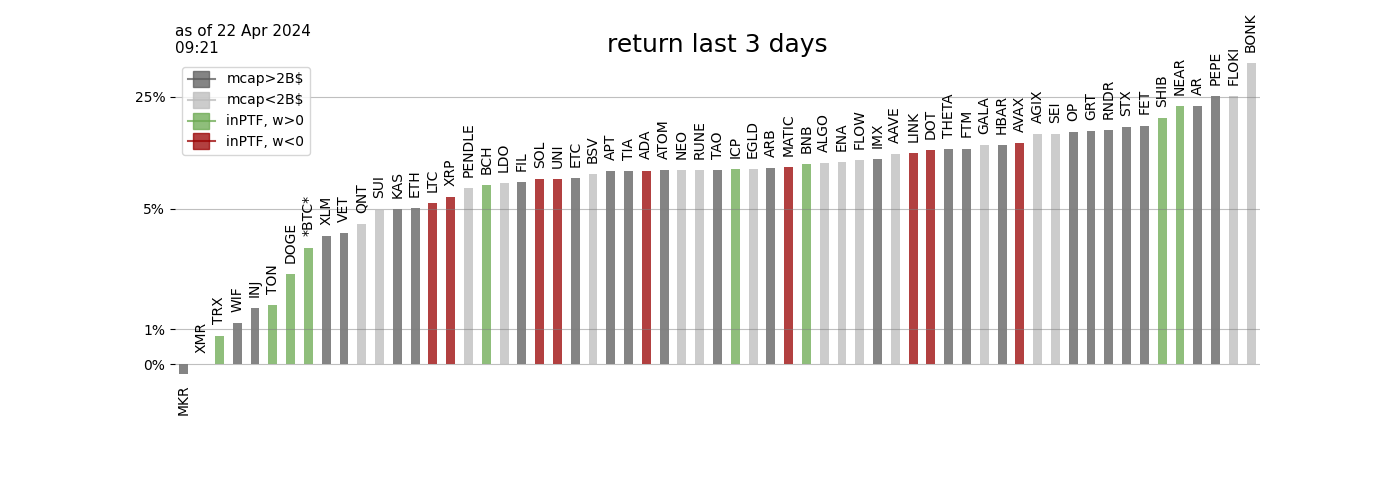 as of 22 Apr 2024
09:21
return last 3 days
mcap>2B$
mcap<2B$
inPTF, w>0
inPTF, w<0
25%
5%
1%
0%
MKR
XMR
TRX
WIF
INJ
TON
DOGE
*BTC*
XLM
VET
QNT
SUI
KAS
ETH
LTC
XRP
PENDLE
BCH
LDO
FIL
SOL
UNI
ETC
BSV
APT
TIA
ADA
ATOM
NEO
RUNE
TAO
ICP
EGLD
ARB
MATIC
BNB
ALGO
ENA
FLOW
IMX
AAVE
LINK
DOT
THETA
FTM
GALA
HBAR
AVAX
AGIX
SEI
OP
GRT
RNDR
STX
FET
SHIB
NEAR
AR
PEPE
FLOKI
BONK